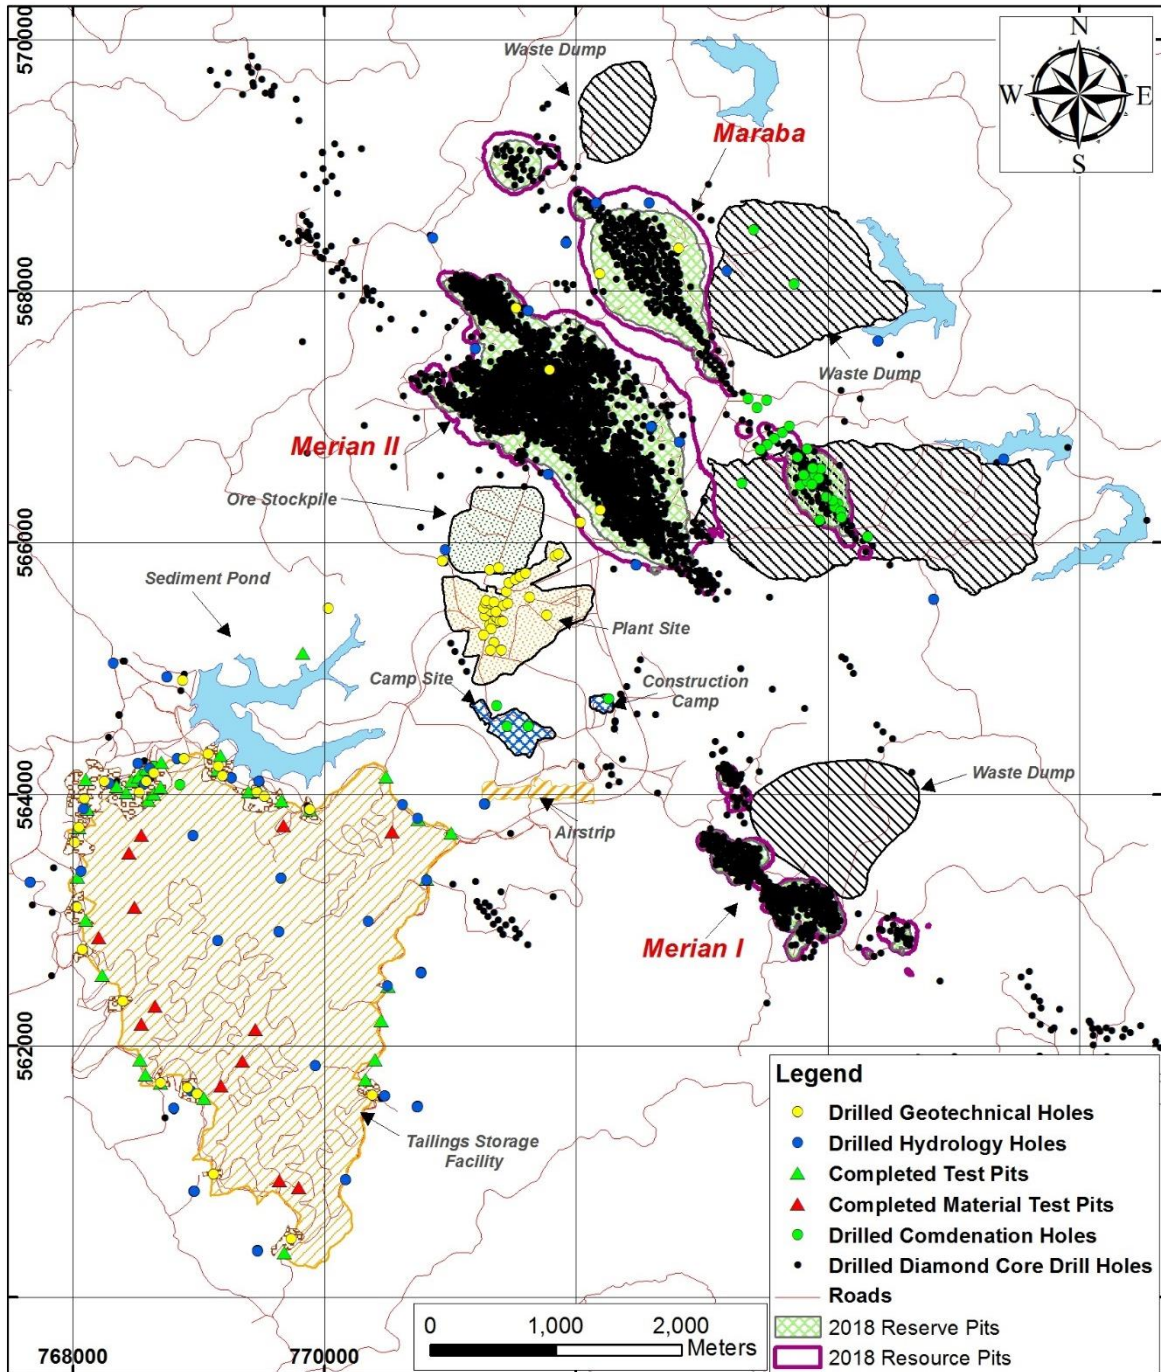 570000
Waste Dump
N
W
E
S
Maraba
568000
Waste Dump
Merian II
Ore Stockpile
566000
Sediment Pond
Plant Site
Camp Site
Construction
Camp
Waste Dump
564000
Airstrip
Merian I
562000
Tailings Storage
Facility
Legend
Drilled Geotechnical Holes
Drilled Hydrology Holes
Completed Test Pits
Completed Material Test Pits
Drilled Comdenation Holes
Drilled Diamond Core Drill Holes
Roads
2018 Reserve Pits
2018 Resource Pits
0 1,000 2,000
Meters
768000
770000